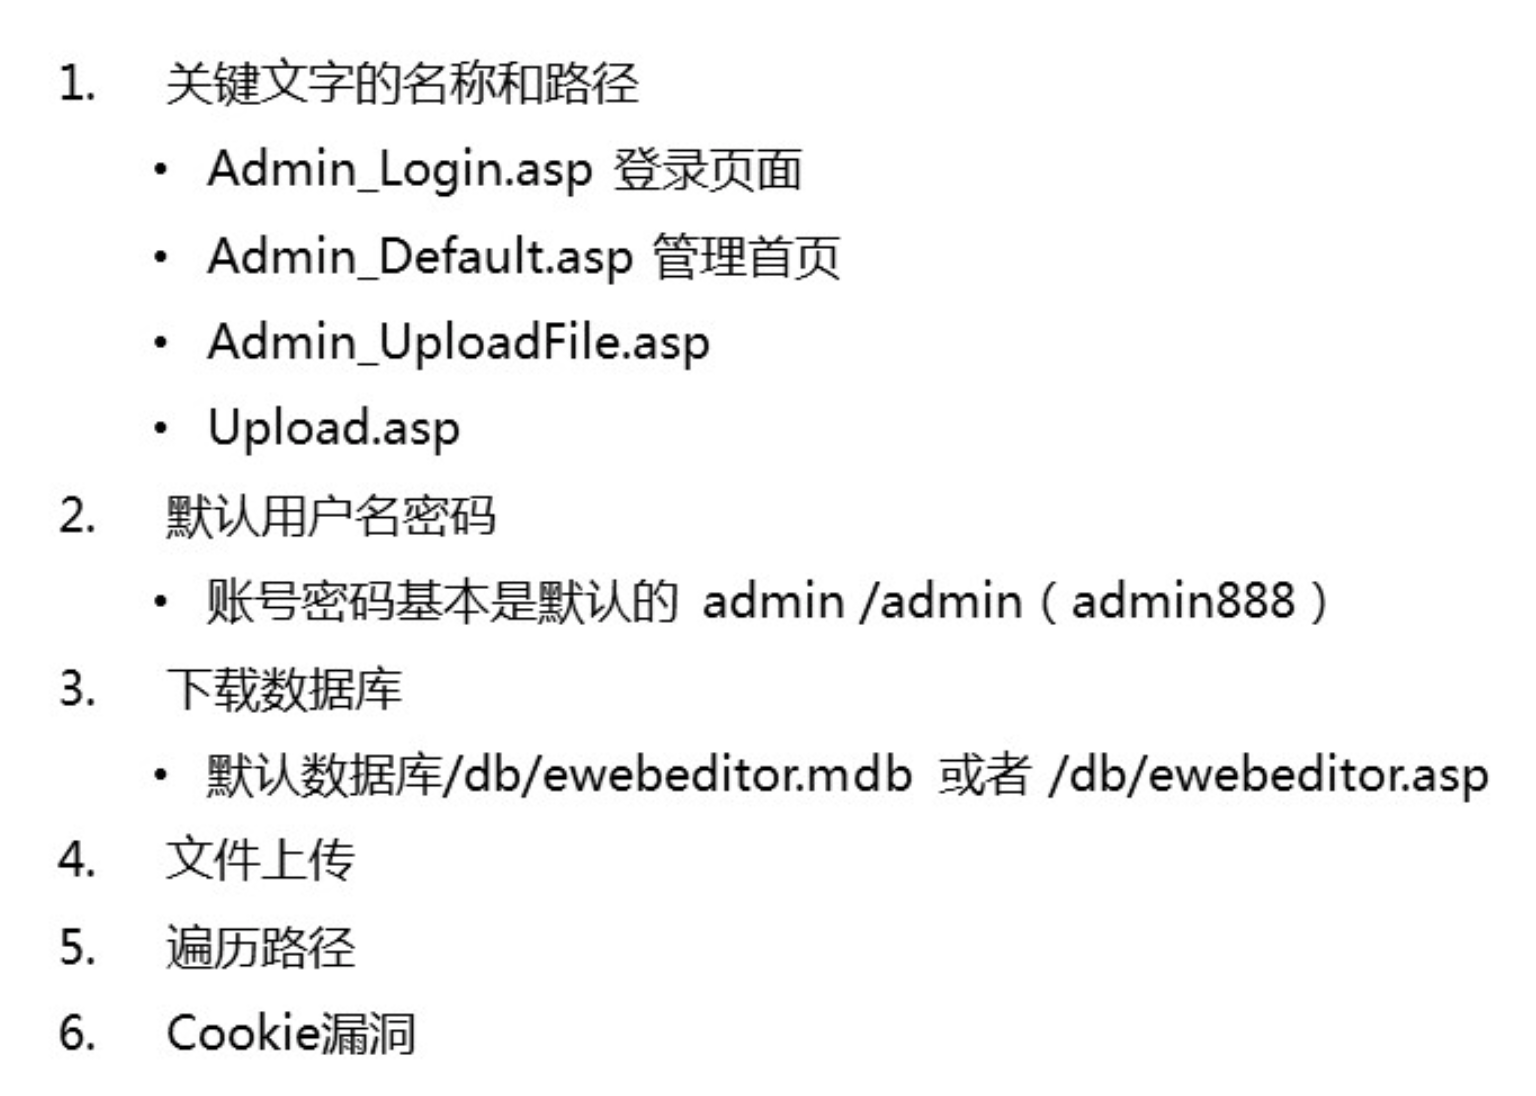 1. 关键文字的名称和路径
• Admin_Login.asp 登录页面
• Admin_Default.asp 管理首页
• Admin_UploadFile.asp
• Upload.asp
2. 默认用户名密码
• 账号密码基本是默认的 admin /admin（admin888）
3. 下载数据库
• 默认数据库/db/ewebeditor.mdb 或者 /db/ewebeditor.asp
4. 文件上传
5. 遍历路径
6. Cookie漏洞